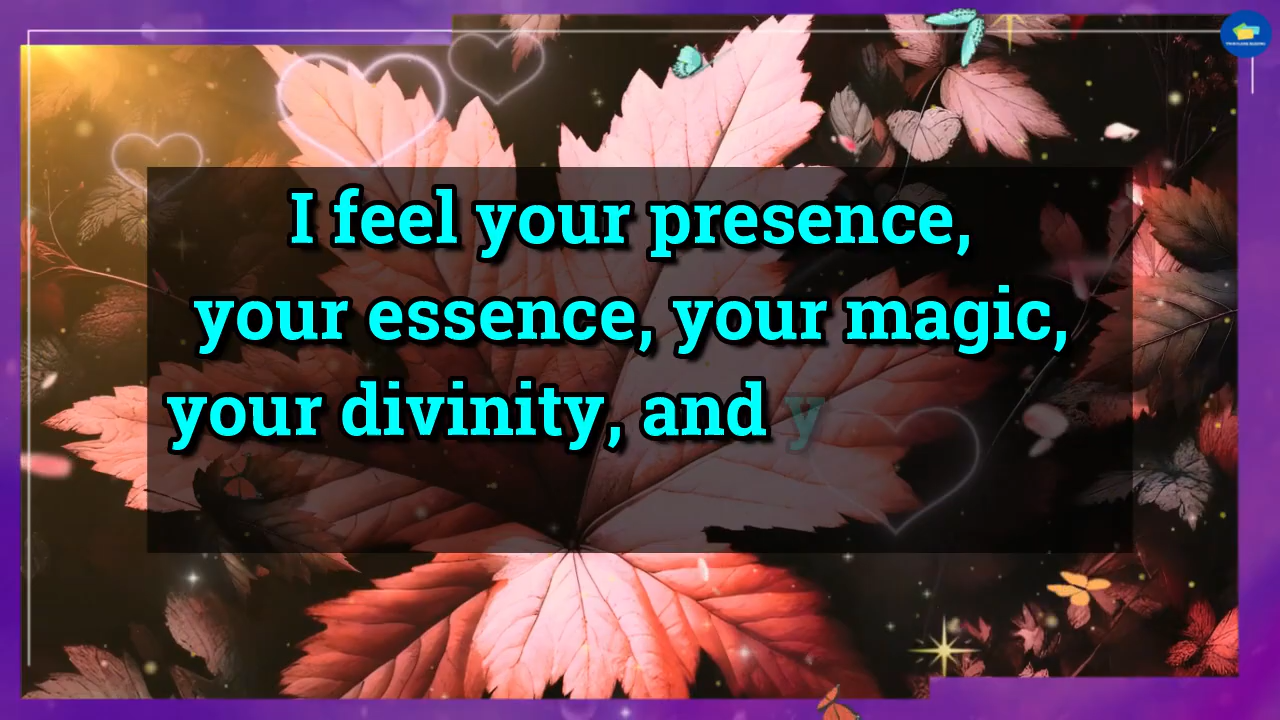 I feel your presence,
your essence, your magic,
your divinity, and y